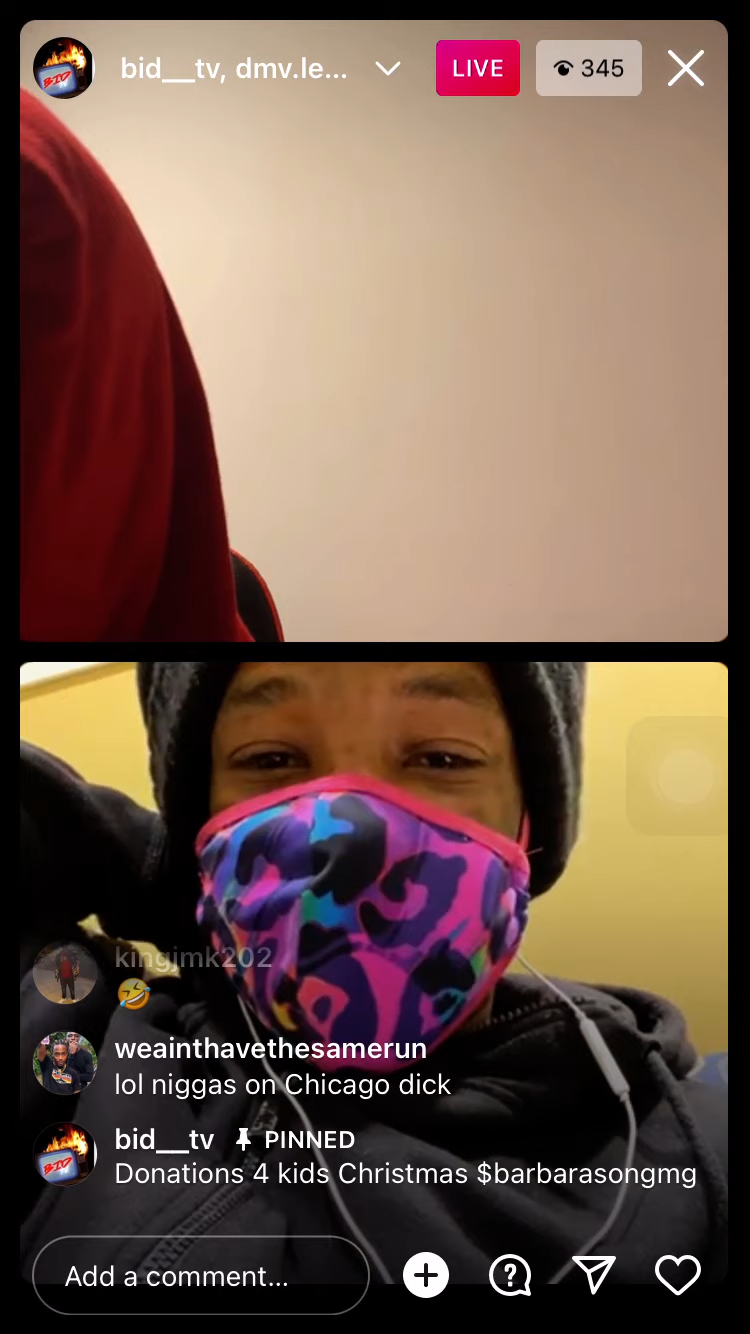 bid__tv, dmv.le...
LIVE
345
kingjmk202
🤣
weainthavethesamerun
lol niggas on Chicago dick
bid__tv PINNED
Donations 4 kids Christmas $barbarasongmg
Add a comment...